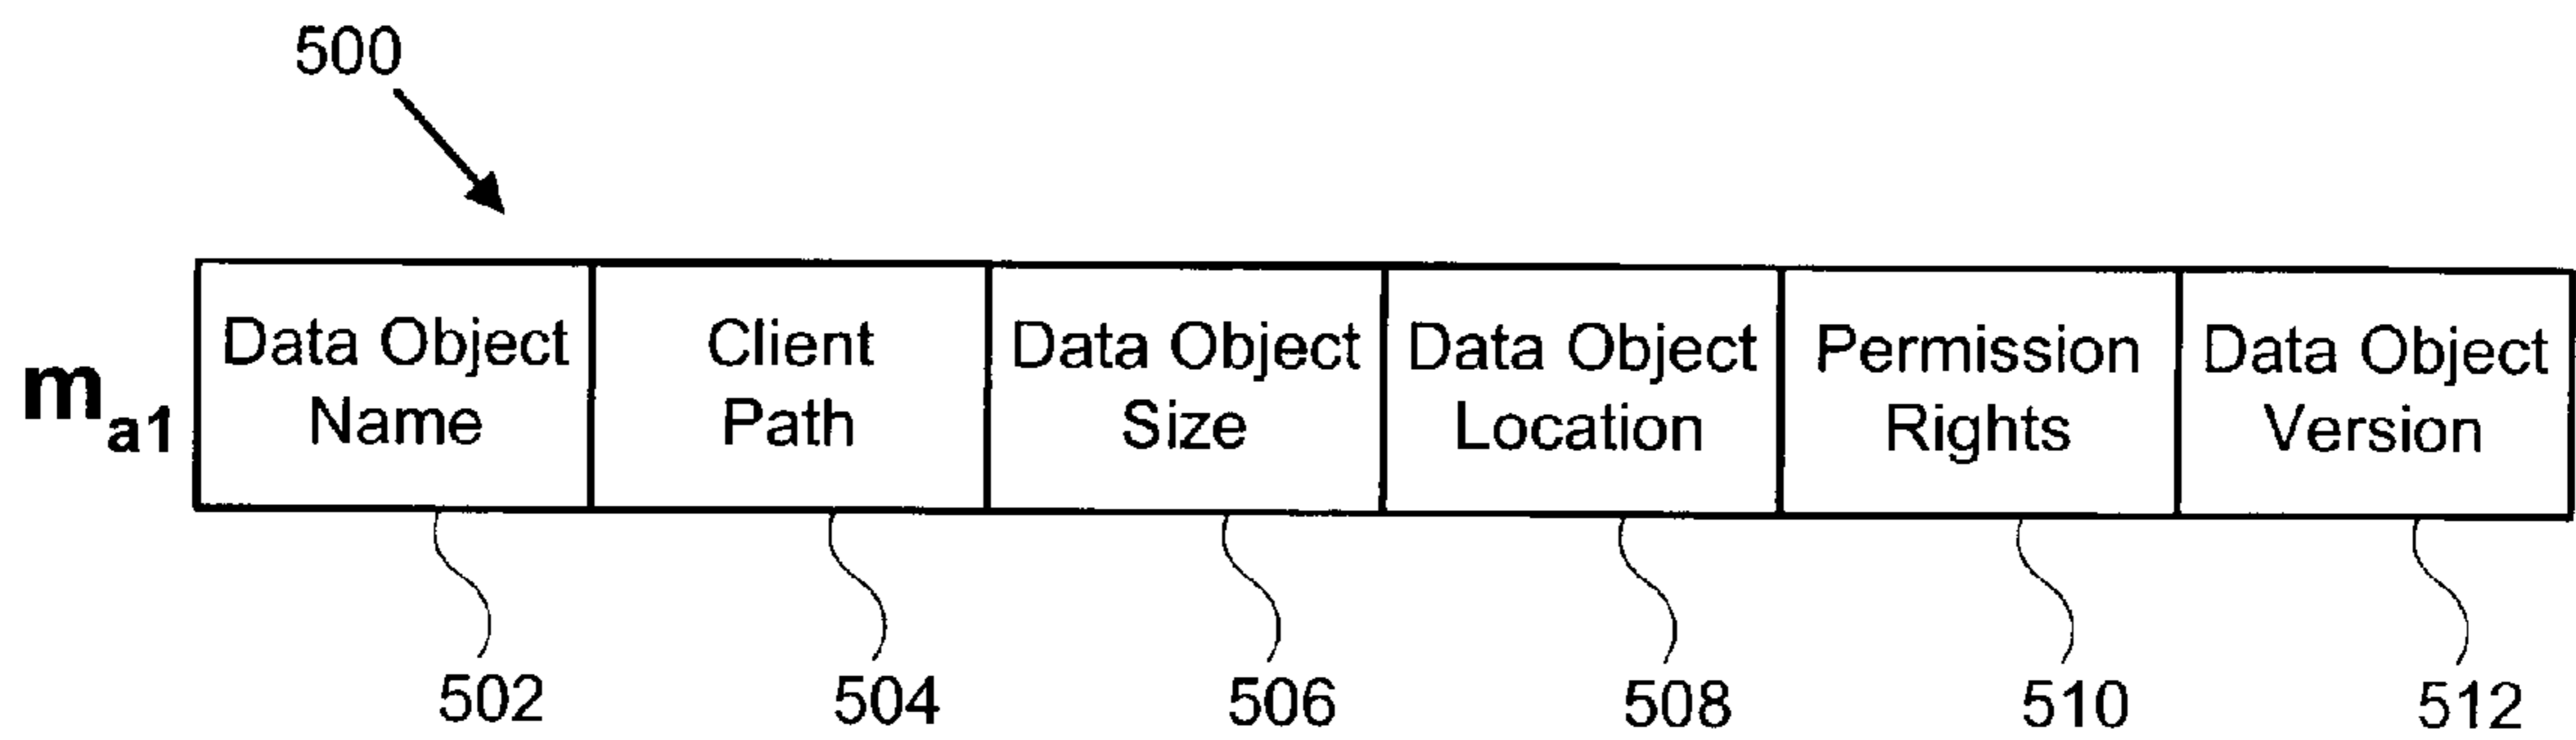 500
m_a1
Data Object
Name
Client
Path
Data Object
Size
Data Object
Location
Permission
Rights
Data Object
Version
502
504
506
508
510
512